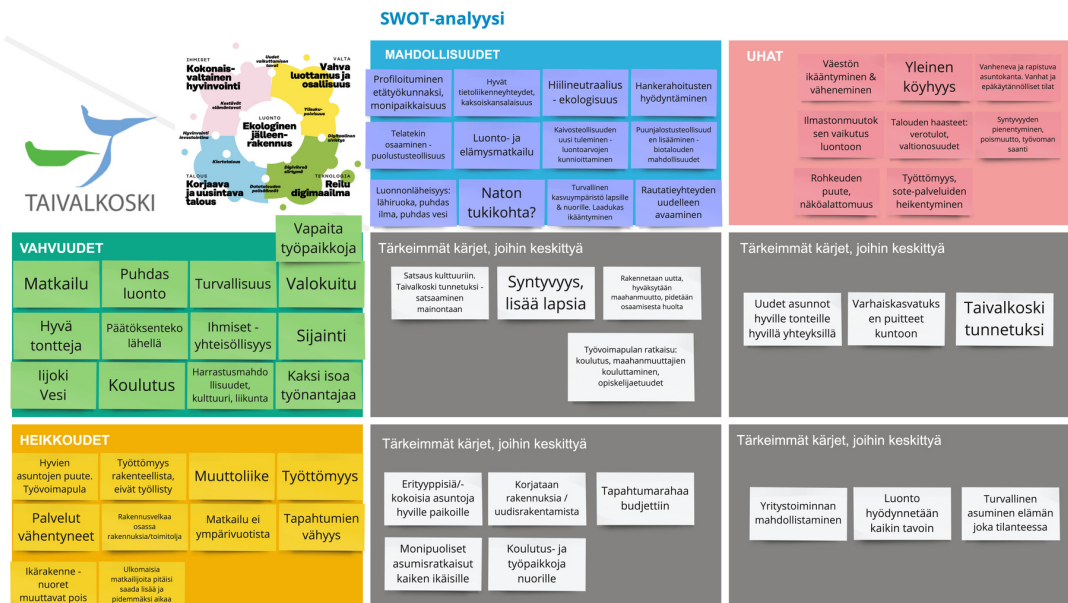 SWOT-analyysi
IHMISET
Kokonais-
valtainen
hyvinvointi
Uudet
vaikuttamisen
tavat
VALTA
Vahva
luottamus ja
osallisuus
Kestävät
elämäntavat
LUONTO
Ekologinen
jälleen-
rakennus
Hyvinvointi
Digitaalinen
Kiertotalous
TALOUS
Korjaava
ja uusintava
talous
TEKNOLOGIA
Reilu
digimaailma
TAIVALKOSKI
MAHDOLLISUUDET
Profiloituminen
etätyökunnaksi,
monipaikkaisuus
Hyvät
tietoliikenneyhteydet,
kaksoiskansalaisuus
Hiilineutraalius
- ekologisuus
Hankerahoitusten
hyödyntäminen
Telatekin
osaaminen -
puolustusteollisuus
Luonto- ja
elämysmatkailu
Kaivosteollisuuden
uusi tuleminen -
luontoarvojen
kunnioittaminen
Puunjalostusteollisuud
en lisääminen -
biotalouden
mahdollisuudet
Luonnonläheisyys:
lähiruoka, puhdas
ilma, puhdas vesi
Naton
tukikohta?
Turvallinen
kasvuympäristö lapsille
& nuorille. Laadukas
ikääntyminen
Rautatieyhteyden
uudelleen
avaaminen
UHAT
Väestön
ikääntyminen &
väheneminen
Yleinen
köyhyys
Vanheneva ja rapistuva
asuntokanta. Vanhat ja
epäkäytännölliset tilat
Ilmastonmuutok
sen vaikutus
luontoon
Talouden haasteet:
verotulot,
valtionosuudet
Syntyvyyden
pienentyminen,
poismuutto, työvoman
saanti
Rohkeuden
puute,
näköalattomuus
Työttömyys,
sote-palveluiden
heikentyminen
VAHVUUDET
Vapaita
työpaikkoja
Matkailu
Puhdas
luonto
Turvallisuus
Valokuitu
Hyvä
tontteja
Päätöksenteko
lähellä
Ihmiset -
yhteisöllisyys
Sijainti
Iijoki
Vesi
Koulutus
Harrastusmahdo
llisuudet,
kulttuuri, liikunta
Kaksi isoa
työnantajaa
Tärkeimmät kärjet, joihin keskittyä
Satsaus kulttuuriin.
Taivalkoski tunnetuksi -
satsaaminen
mainontaan
Syntyvyys,
lisää lapsia
Rakennetaan uutta,
hyväksytään
maahanmuutto, pidetään
osaamisesta huolta
Työvoimapulan ratkaisu:
koulutus, maahanmuuttajien
kouluttaminen,
opiskelijaetuudet
Tärkeimmät kärjet, joihin keskittyä
Uudet asunnot
hyville tonteille
hyvillä yhteyksillä
Varhaiskasvatuks
en puitteet
kuntoon
Taivalkoski
tunnetuksi
HEIKKOUDET
Hyvien
asuntojen puute.
Työvoimapula
Työttömyys
rakenteellista,
eivät työllisty
Muuttoliike
Työttömyys
Palvelut
vähentyneet
Rakennusvelkaa
osassa
rakennuksia/toimitolja
Matkailu ei
ympärivuotista
Tapahtumien
vähyys
Ikärakenne -
nuoret
muuttavat pois
Ulkomaisia
matkailijoita pitäisi
saada lisää ja
pidemmäksi aikaa
Tärkeimmät kärjet, joihin keskittyä
Erityyppisiä/-
kokoisia asuntoja
hyville paikoille
Korjataan
rakennuksia /
uudisrakentamista
Tapahtumarahaa
budjettiin
Monipuoliset
asumisratkaisut
kaiken ikäisille
Koulutus- ja
työpaikkoja
nuorille
Tärkeimmät kärjet, joihin keskittyä
Yritystoiminnan
mahdollistaminen
Luonto
hyödynnetään
kaikin tavoin
Turvallinen
asuminen elämän
joka tilanteessa